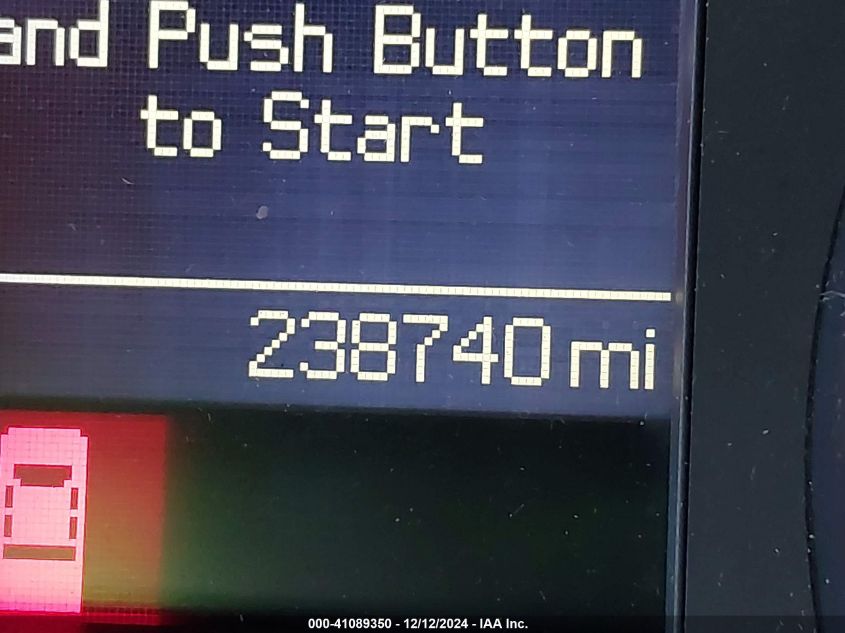 and Push Button
to Start
238740 mi
000-41089350 - 12/12/2024 - IAA Inc.